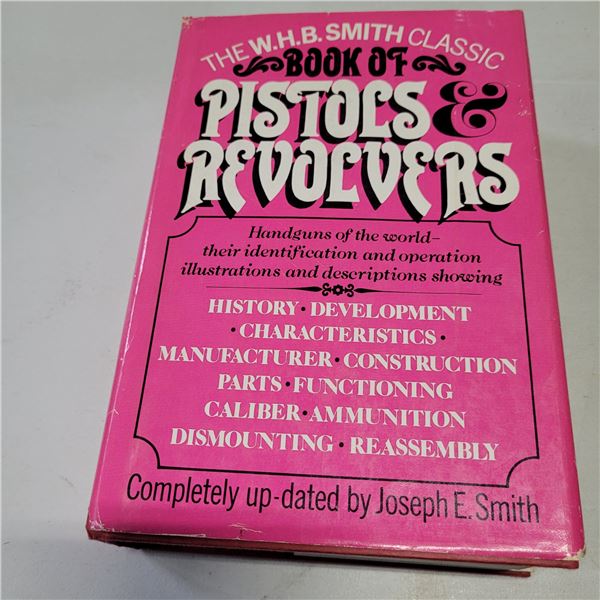 THE W.H.B. SMITH CLASSIC
BOOK OF
PISTOLS &
REVOLVERS
Handguns of the world–
their identification and operation
illustrations and descriptions showing
HISTORY · DEVELOPMENT
· CHARACTERISTICS ·
MANUFACTURER · CONSTRUCTION
PARTS · FUNCTIONING
CALIBER · AMMUNITION
DISMOUNTING · REASSEMBLY
Completely up-dated by Joseph E. Smith